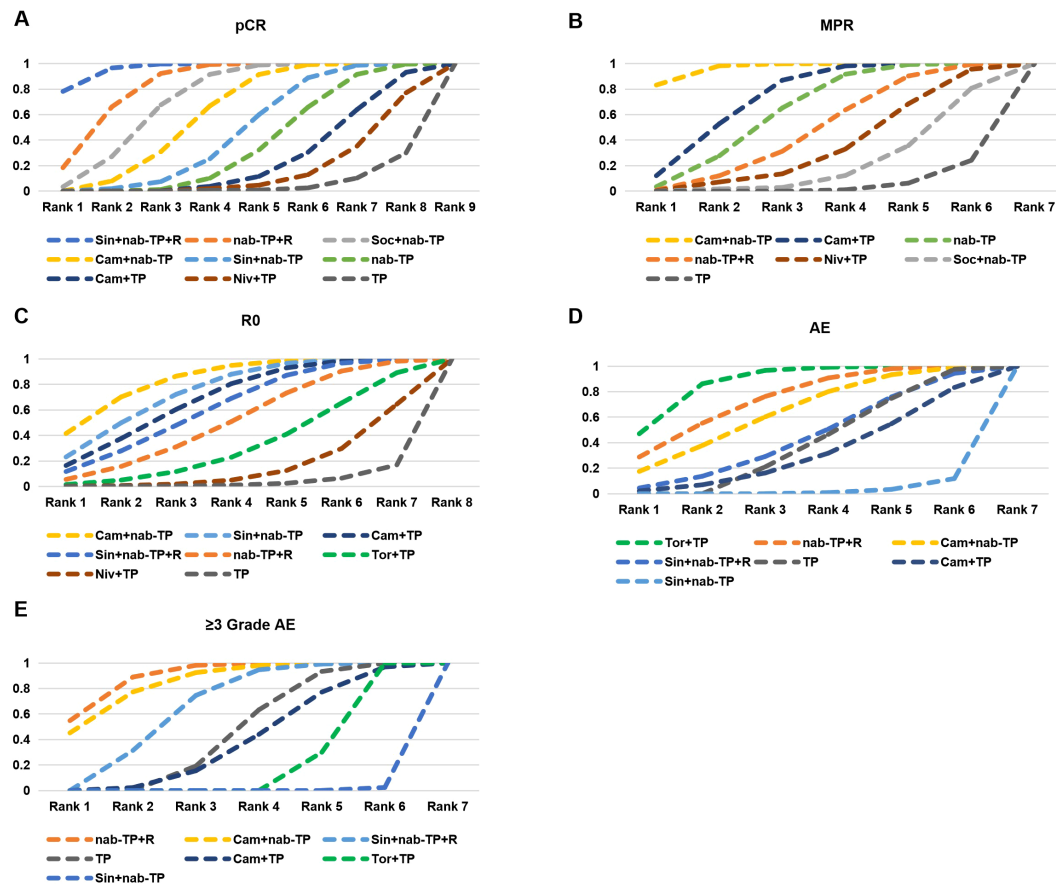 A
pCR
1
0.8
0.6
0.4
0.2
0
Rank 1 Rank 2 Rank 3 Rank 4 Rank 5 Rank 6 Rank 7 Rank 8 Rank 9
Sin+nab-TP+R nab-TP+R Soc+nab-TP
Cam+nab-TP Sin+nab-TP nab-TP
Cam+TP Niv+TP TP
B
MPR
1
0.8
0.6
0.4
0.2
0
Rank 1 Rank 2 Rank 3 Rank 4 Rank 5 Rank 6 Rank 7
Cam+nab-TP Cam+TP nab-TP
nab-TP+R Niv+TP Soc+nab-TP
TP
C
R0
1
0.8
0.6
0.4
0.2
0
Rank 1 Rank 2 Rank 3 Rank 4 Rank 5 Rank 6 Rank 7 Rank 8
Cam+nab-TP Sin+nab-TP Cam+TP
Sin+nab-TP+R nab-TP+R Tor+TP
Niv+TP TP
D
AE
1
0.8
0.6
0.4
0.2
0
Rank 1 Rank 2 Rank 3 Rank 4 Rank 5 Rank 6 Rank 7
Tor+TP nab-TP+R Cam+nab-TP
Sin+nab-TP+R TP Cam+TP
Sin+nab-TP
E
≥3 Grade AE
1
0.8
0.6
0.4
0.2
0
Rank 1 Rank 2 Rank 3 Rank 4 Rank 5 Rank 6 Rank 7
nab-TP+R Cam+nab-TP Sin+nab-TP+R
TP Cam+TP Tor+TP
Sin+nab-TP